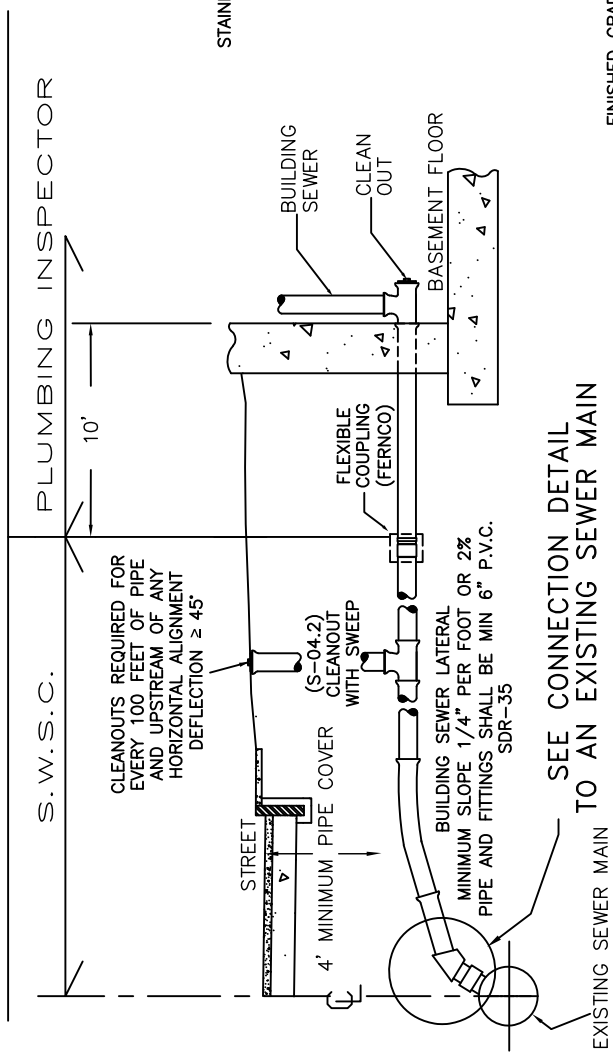 S.W.S.C.
PLUMBING INSPECTOR
10'
CLEANOUTS REQUIRED FOR
EVERY 100 FEET OF PIPE
AND UPSTREAM OF ANY
HORIZONTAL ALIGNMENT
DEFLECTION ≥ 45°
STREET
4' MINIMUM PIPE COVER
(S-04.2)
CLEANOUT
WITH SWEEP
FLEXIBLE
COUPLING
(FERNCO)
BUILDING
SEWER
CLEAN
OUT
BASEMENT FLOOR
BUILDING SEWER LATERAL
MINIMUM SLOPE 1/4" PER FOOT OR 2%
PIPE AND FITTINGS SHALL BE MIN 6" P.V.C.
SDR-35
SEE CONNECTION DETAIL
TO AN EXISTING SEWER MAIN
EXISTING SEWER MAIN
CL